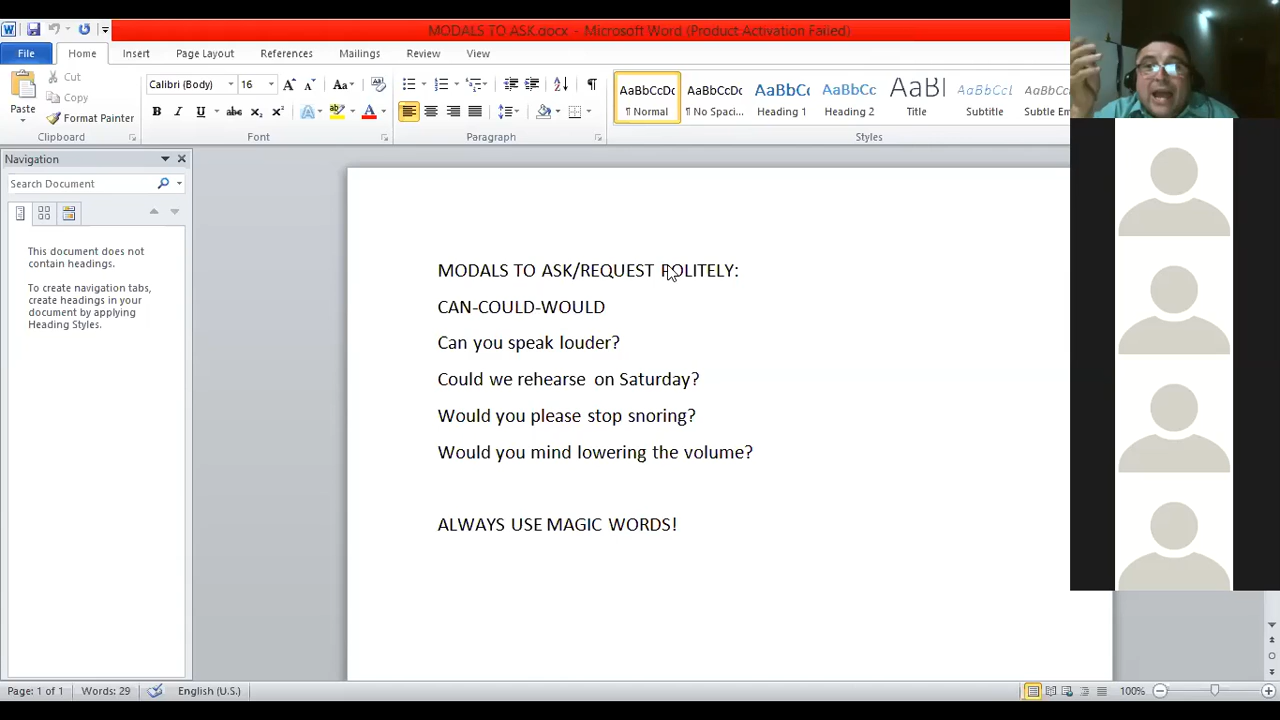 MODALS TO ASK.docx - Microsoft Word (Product Activation Failed)
File Home Insert Page Layout References Mailings Review View
Paste
Cut
Copy
Format Painter
Clipboard
Calibri (Body) 16
Font
Paragraph
AaBbCcDc AaBbCcDc AaBbCc AaBbCc AaBl AaBbCcL AaBbCcL
¶ Normal ¶ No Spaci... Heading 1 Heading 2 Title Subtitle Subtle Em
Styles
Navigation
Search Document
This document does not
contain headings.
To create navigation tabs,
create headings in your
document by applying
Heading Styles.
MODALS TO ASK/REQUEST POLITELY:
CAN-COULD-WOULD
Can you speak louder?
Could we rehearse on Saturday?
Would you please stop snoring?
Would you mind lowering the volume?
ALWAYS USE MAGIC WORDS!
Page: 1 of 1 Words: 29 English (U.S.) 100%